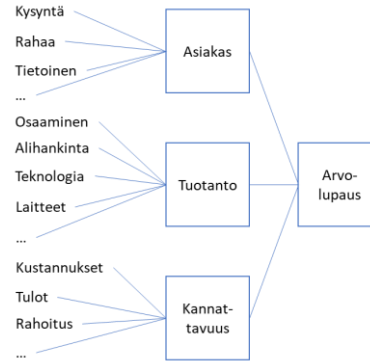 Kysyntä
Rahaa
Tietoinen
…
Asiakas
Osaaminen
Alihankinta
Teknologia
Laitteet
…
Tuotanto
Kustannukset
Tulot
Rahoitus
…
Kannat-
tavuus
Arvo-
lupaus